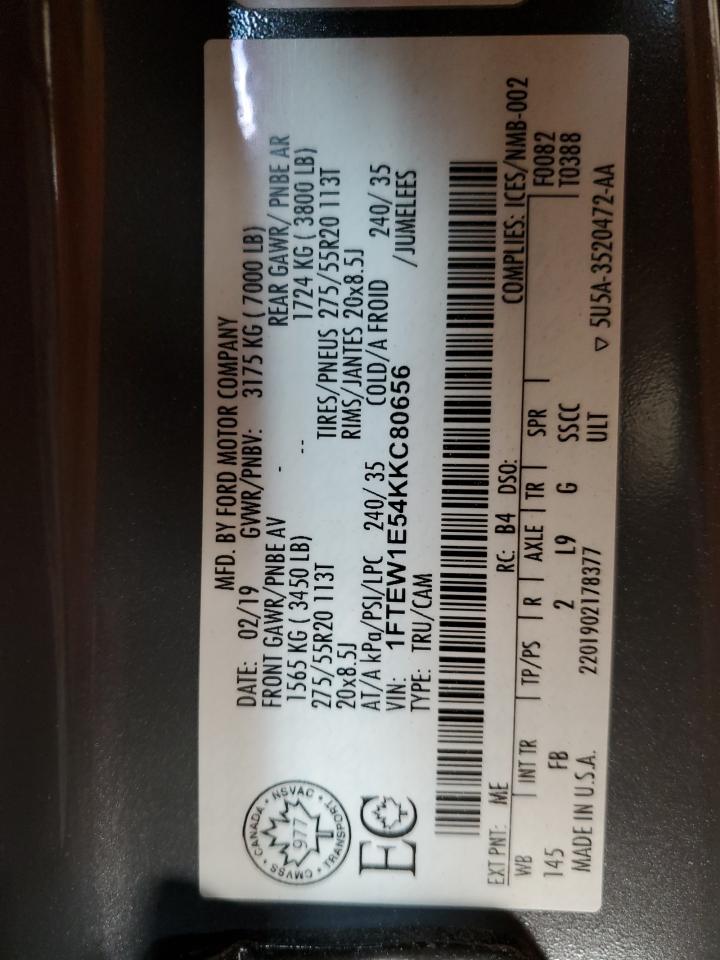 MFD. BY FORD MOTOR COMPANY
DATE: 02/19 GVWR/PNBV: 3175 KG ( 7000 LB)
FRONT GAWR/PNBE AV - REAR GAWR/ PNBE AR
1565 KG ( 3450 LB) -- 1724 KG ( 3800 LB)
275/55R20 113T TIRES/PNEUS 275/55R20 113T
20x8.5J RIMS/JANTES 20x8.5J
AT/A kPa/PSI/LPC 240/ 35 COLD/A FROID 240/ 35
VIN: 1FTEW1E54KKC80656 /JUMELEES
TYPE: TRU/CAM
CANADA • NSVAC • TRANSPORT • CMVSS •
977
EC
EXT PNT: ME RC: B4 DSO: COMPLIES: ICES/NMB-002
WB INT TR TP/PS R AXLE TR SPR F0082
145 FB 2 L9 G SSCC T0388
ULT
MADE IN U.S.A. 2201902178377 ▽ 5U5A-3520472-AA